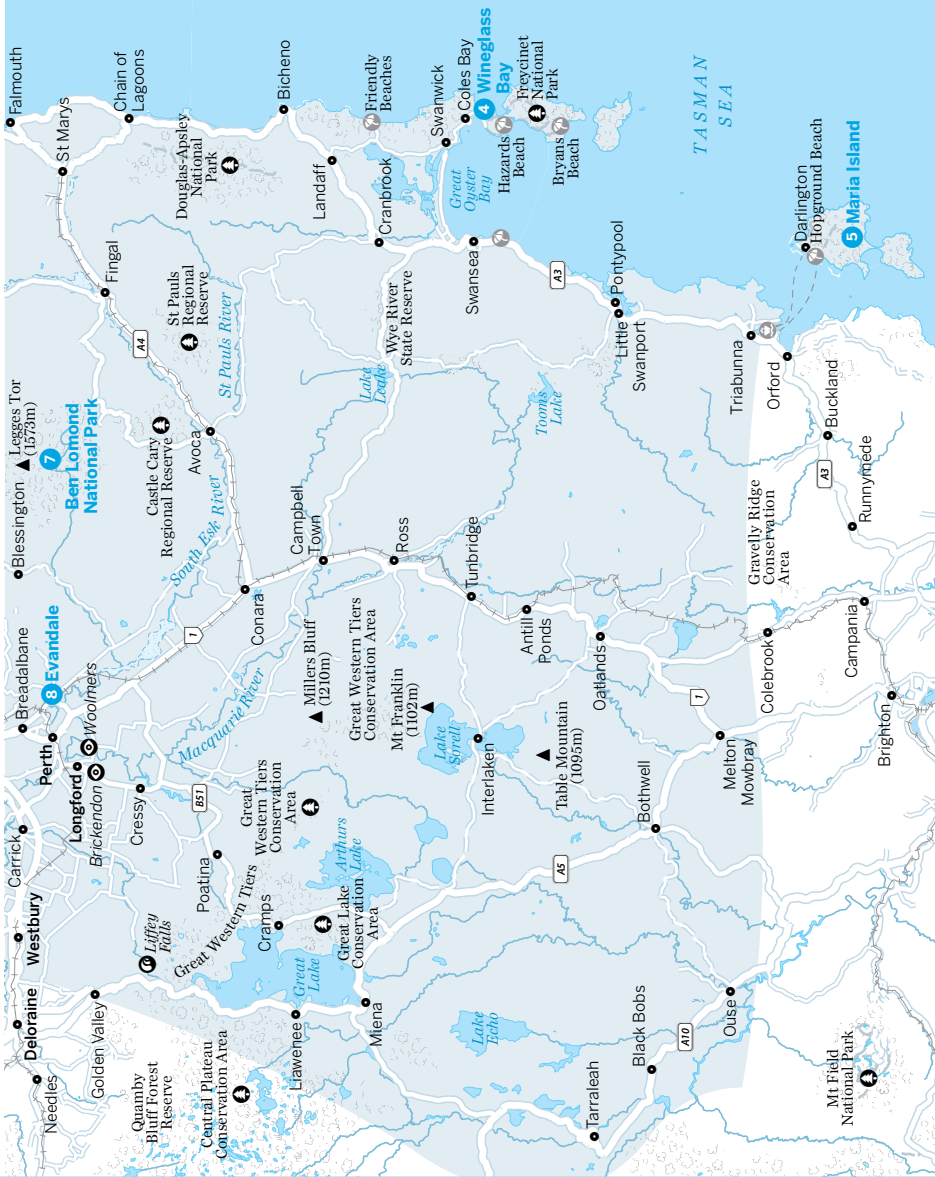 Falmouth
St Marys
Chain of
Lagoons
Bicheno
Friendly
Beaches
Swanwick
Coles Bay
4 Wineglass
Bay
Freycinet
National
Park
Hazards
Beach
Bryans
Beach
TASMAN
SEA
Darlington
Hopground Beach
5 Maria Island
Douglas-Apsley
National
Park
Landaff
Cranbrook
Great
Oyster
Bay
Swansea
A3
Pontypool
Little
Swanport
Triabunna
Orford
Buckland
A3
Runnymede
Fingal
A4
St Pauls
Regional
Reserve
St Pauls River
Wye River
State Reserve
Lake
Leake
Tooms
Lake
Legges Tor
(1573m)
7
Ben Lomond
National Park
Blessington
Castle Cary
Regional Reserve
Avoca
South Esk River
Campbell
Town
Ross
Tunbridge
Gravelly Ridge
Conservation
Area
Conara
1
8 Evandale
Breadalbane
Woolmers
Perth
Longford
Brickendon
Macquarie River
Millers Bluff
(1210m)
Great Western Tiers
Conservation Area
Mt Franklin
(1102m)
Antill
Ponds
Oatlands
Colebrook
Campania
Brighton
1
Melton
Mowbray
Lake
Sorell
Interlaken
Table Mountain
(1095m)
Bothwell
Carrick
Cressy
B51
Poatina
Great
Western Tiers
Conservation
Area
Arthurs
Lake
Great Western Tiers
Cramps
Great Lake
Conservation
Area
A5
Westbury
Deloraine
Needles
Liffey
Falls
Golden Valley
Great
Lake
Liawenee
Miena
Quamby
Bluff Forest
Reserve
Central Plateau
Conservation Area
Lake
Echo
Black Bobs
A10
Ouse
Tarraleah
Mt Field
National Park